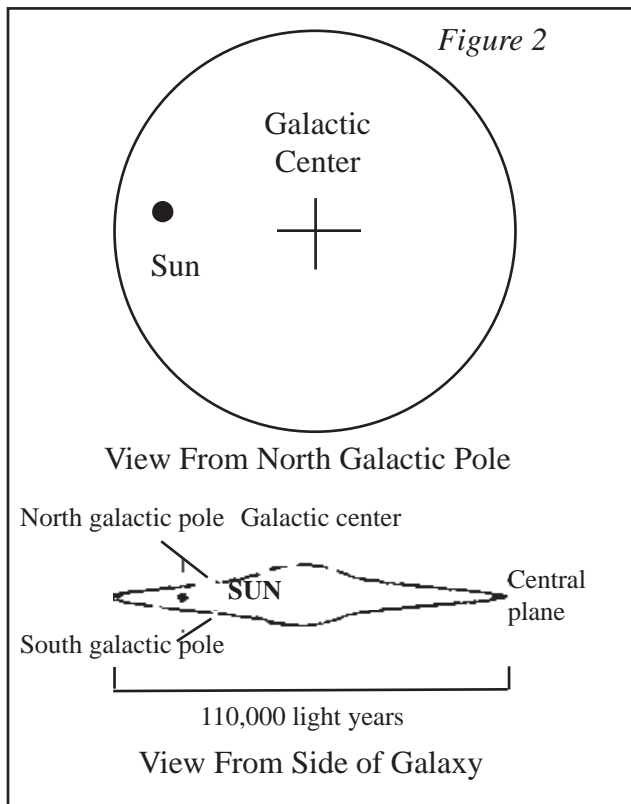 Figure 2
Galactic
Center
Sun
View From North Galactic Pole
North galactic pole Galactic center
SUN
Central
plane
South galactic pole
110,000 light years
View From Side of Galaxy